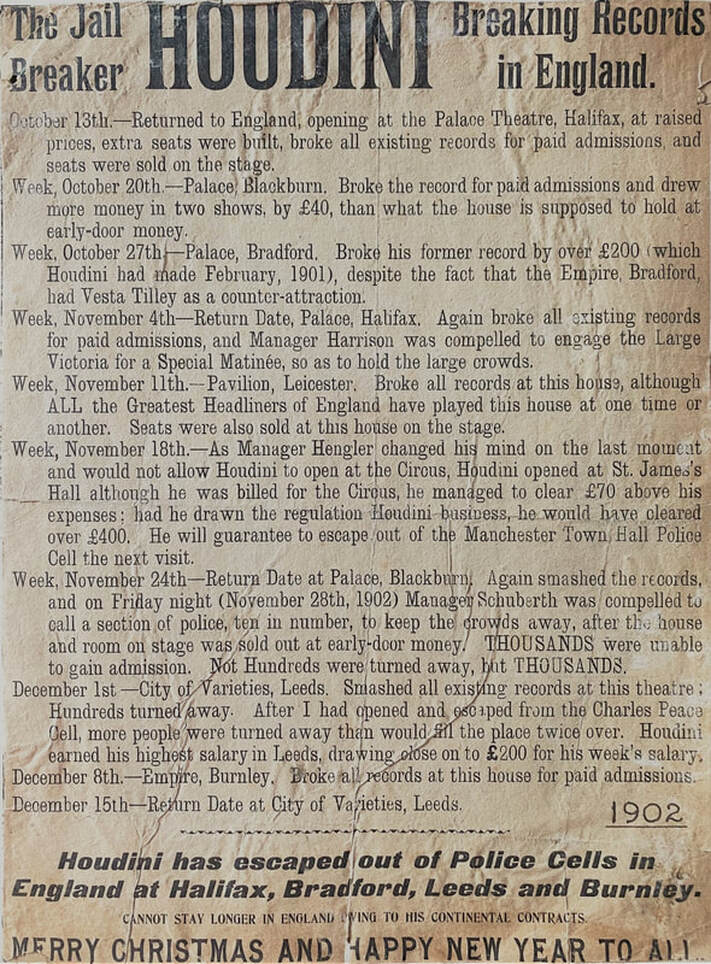 The Jail Breaker HOUDINI Breaking Records in England.
October 13th.—Returned to England, opening at the Palace Theatre, Halifax, at raised
prices, extra seats were built, broke all existing records for paid admissions, and
seats were sold on the stage.
Week, October 20th.—Palace, Blackburn. Broke the record for paid admissions and drew
more money in two shows, by £40, than what the house is supposed to hold at
early-door money.
Week, October 27th.—Palace, Bradford. Broke his former record by over £200 (which
Houdini had made February, 1901), despite the fact that the Empire, Bradford,
had Vesta Tilley as a counter-attraction.
Week, November 4th—Return Date, Palace, Halifax. Again broke all existing records
for paid admissions, and Manager Harrison was compelled to engage the Large
Victoria for a Special Matinée, so as to hold the large crowds.
Week, November 11th.—Pavilion, Leicester. Broke all records at this house, although
ALL the Greatest Headliners of England have played this house at one time or
another. Seats were also sold at this house on the stage.
Week, November 18th.—As Manager Hengler changed his mind on the last moment
and would not allow Houdini to open at the Circus, Houdini opened at St. James's
Hall although he was billed for the Circus, he managed to clear £70 above his
expenses; had he drawn the regulation Houdini business, he would have cleared
over £400. He will guarantee to escape out of the Manchester Town Hall Police
Cell the next visit.
Week, November 24th—Return Date at Palace, Blackburn. Again smashed the records,
and on Friday night (November 28th, 1902) Manager Schuberth was compelled to
call a section of police, ten in number, to keep the crowds away, after the house
and room on stage was sold out at early-door money. THOUSANDS were unable
to gain admission. Not Hundreds were turned away, but THOUSANDS.
December 1st—City of Varieties, Leeds. Smashed all existing records at this theatre;
Hundreds turned away. After I had opened and escaped from the Charles Peace
Cell, more people were turned away than would fill the place twice over. Houdini
earned his highest salary in Leeds, drawing close on to £200 for his week's salary.
December 8th.—Empire, Burnley. Broke all records at this house for paid admissions.
December 15th—Return Date at City of Varieties, Leeds.
1902
Houdini has escaped out of Police Cells in
England at Halifax, Bradford, Leeds and Burnley.
CANNOT STAY LONGER IN ENGLAND OWING TO HIS CONTINENTAL CONTRACTS.
MERRY CHRISTMAS AND HAPPY NEW YEAR TO ALL.